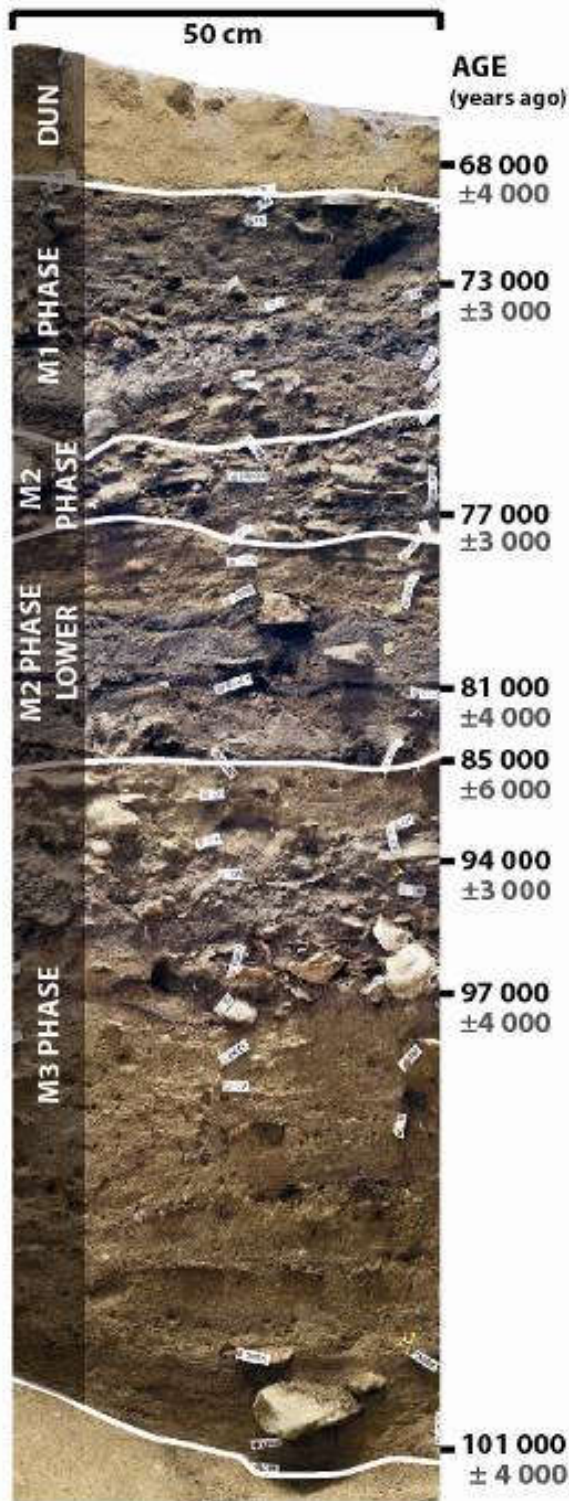 50 cm
AGE
(years ago)
DUN
68 000
±4 000
M1 PHASE
73 000
±3 000
M2
PHASE
77 000
±3 000
M2 PHASE
LOWER
81 000
±4 000
85 000
±6 000
94 000
±3 000
M3 PHASE
97 000
±4 000
101 000
± 4 000